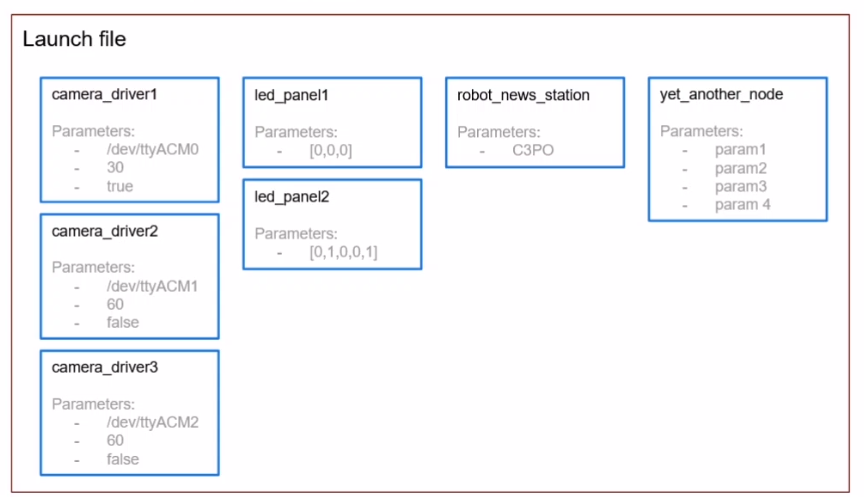 Launch file
camera_driver1
Parameters:
- /dev/ttyACM0
- 30
- true
camera_driver2
Parameters:
- /dev/ttyACM1
- 60
- false
camera_driver3
Parameters:
- /dev/ttyACM2
- 60
- false
led_panel1
Parameters:
- [0,0,0]
led_panel2
Parameters:
- [0,1,0,0,1]
robot_news_station
Parameters:
- C3PO
yet_another_node
Parameters:
- param1
- param2
- param3
- param 4